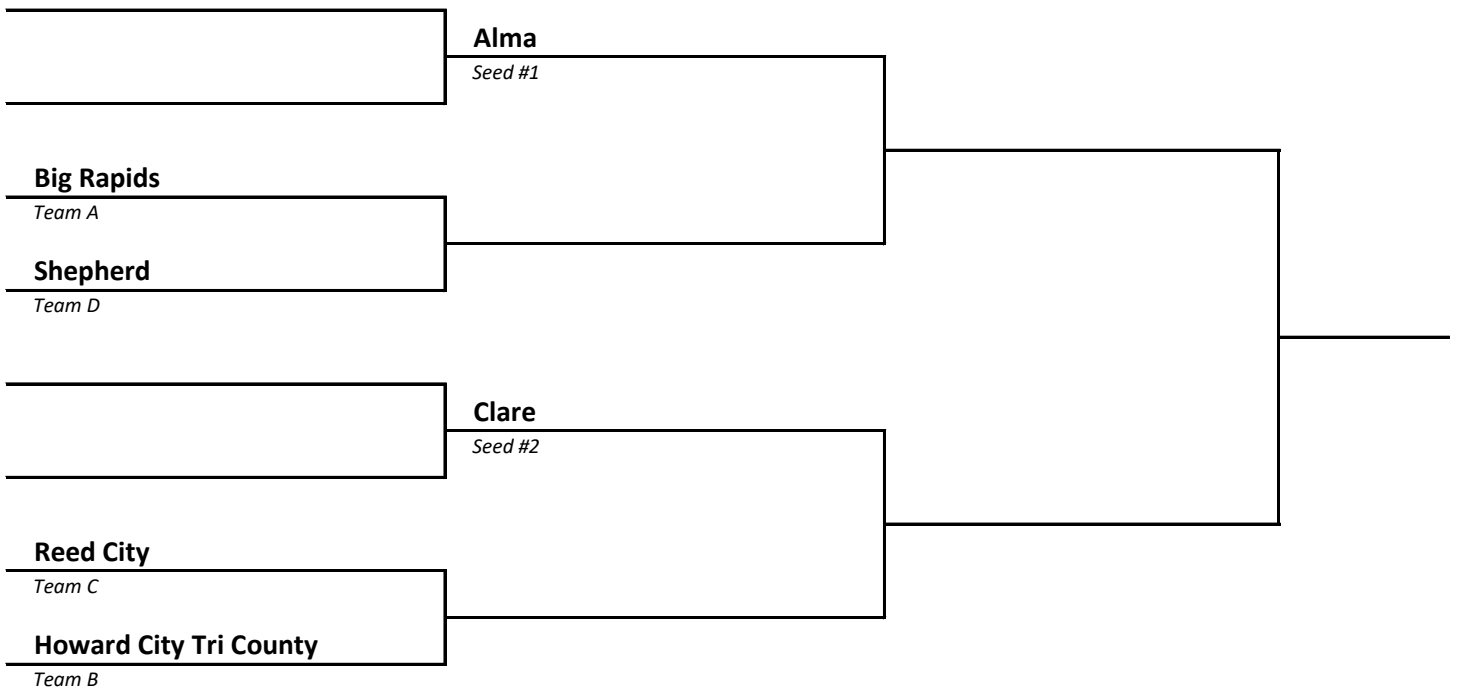 Alma
Seed #1
Big Rapids
Team A
Shepherd
Team D
Clare
Seed #2
Reed City
Team C
Howard City Tri County
Team B